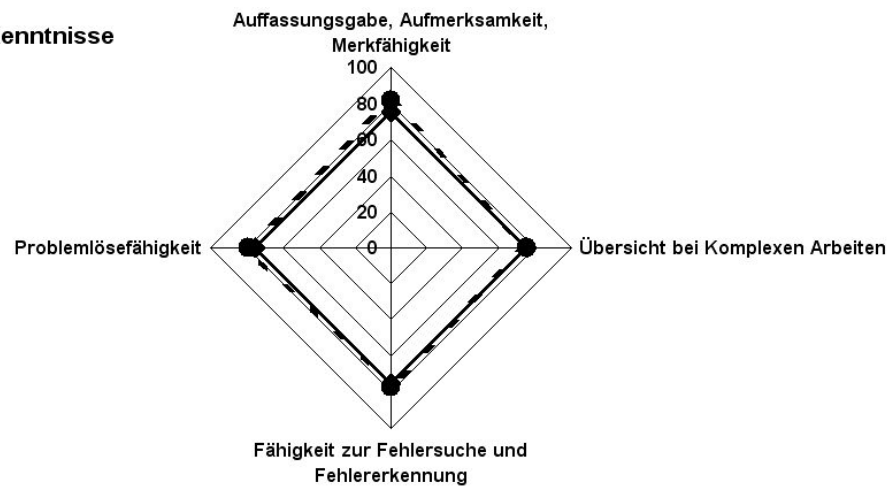 enntnisse
Auffassungsgabe, Aufmerksamkeit,
Merkfähigkeit
100
80
60
40
20
0
Problemlösefähigkeit
Übersicht bei Komplexen Arbeiten
Fähigkeit zur Fehlersuche und
Fehlererkennung